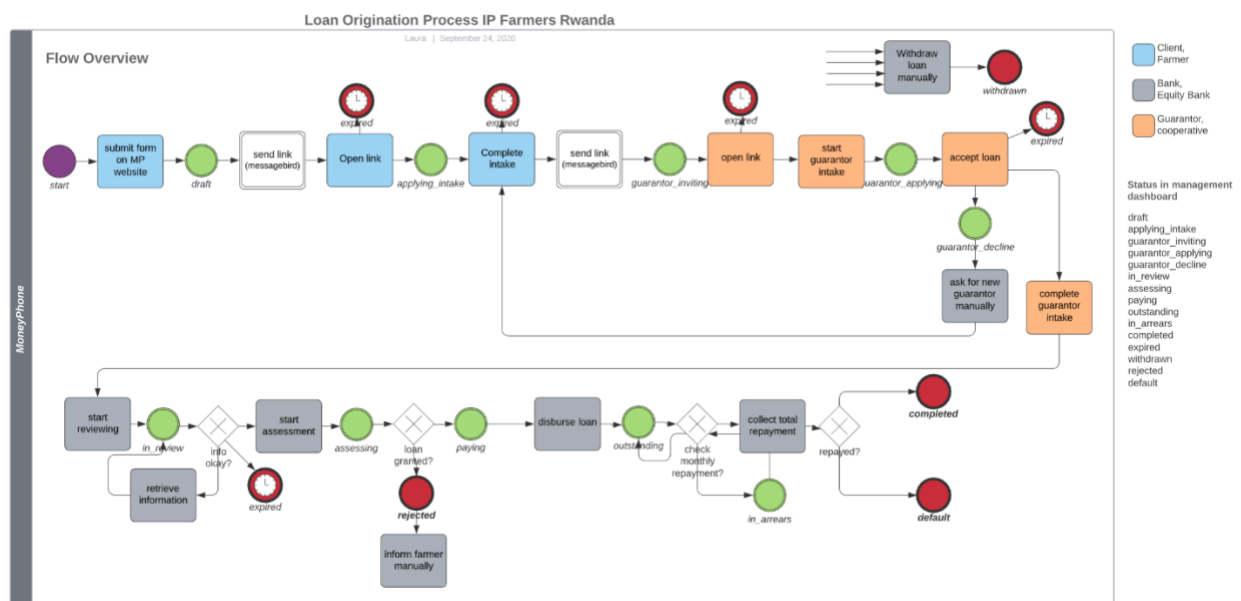 Loan Origination Process IP Farmers Rwanda
Laura | September 24, 2020
Flow Overview
MoneyPhone
Withdraw
loan
manually
withdrawn
Client,
Farmer
Bank,
Equity Bank
Guarantor,
cooperative
expired
expired
expired
expired
start
submit form
on MP
website
draft
send link
(messagebird)
Open link
applying_intake
Complete
intake
send link
(messagebird)
guarantor_inviting
open link
start
guarantor
intake
uarantor_applying
accept loan
guarantor_decline
ask for new
guarantor
manually
complete
guarantor
intake
Status in management
dashboard
draft
applying_intake
guarantor_inviting
guarantor_applying
guarantor_decline
in_review
assessing
paying
outstanding
in_arrears
completed
expired
withdrawn
rejected
default
start
reviewing
in_review
info
okay?
retrieve
information
expired
start
assessment
assessing
loan
granted?
rejected
inform farmer
manually
paying
disburse loan
outstanding
check
monthly
repayment?
collect total
repayment
in_arrears
repayed?
completed
default